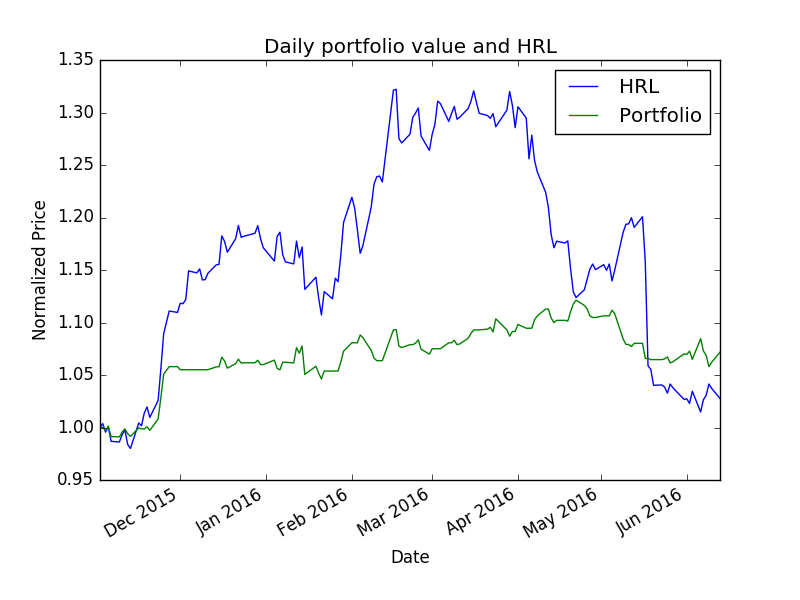 Daily portfolio value and HRL
1.35
1.30
1.25
1.20
1.15
1.10
1.05
1.00
0.95
Normalized Price
HRL
Portfolio
Dec 2015
Jan 2016
Feb 2016
Mar 2016
Apr 2016
May 2016
Jun 2016
Date